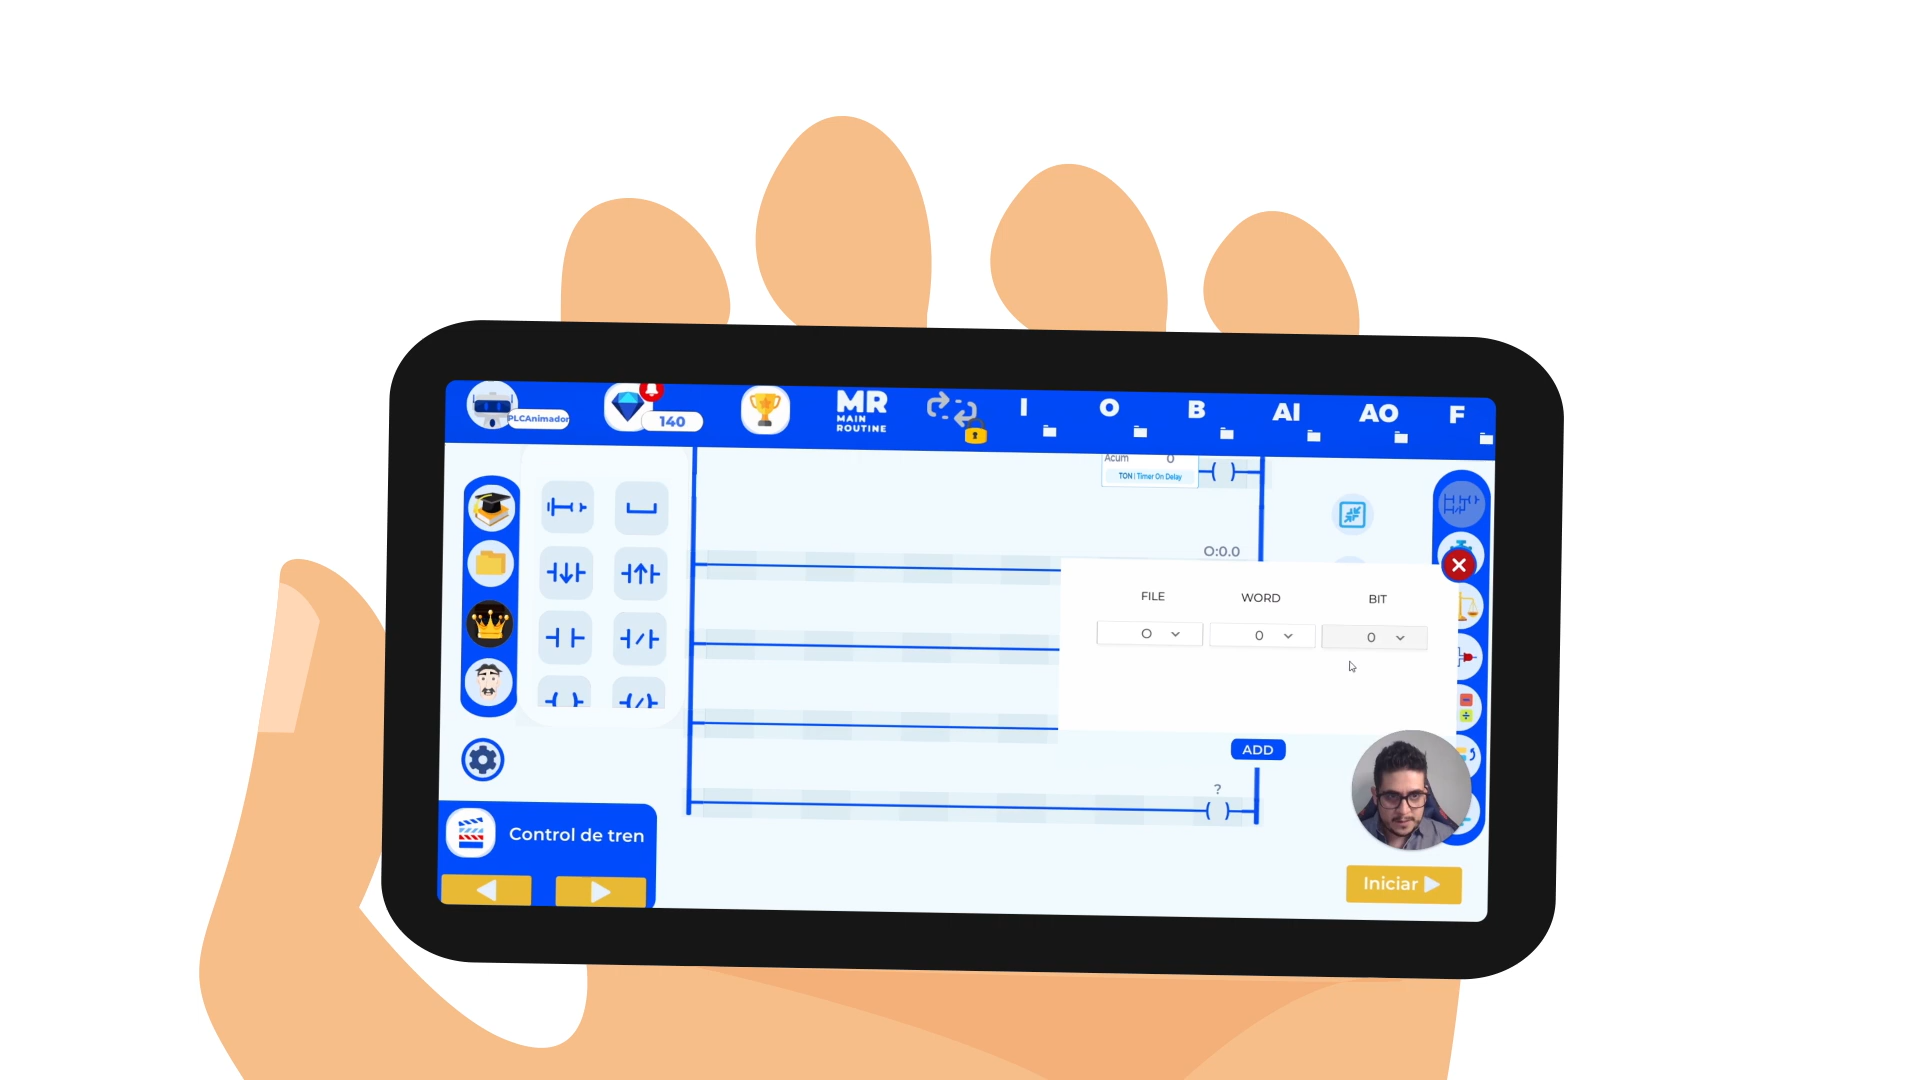 PLCAnimador
140
MR
MAIN
ROUTINE
I
O
B
AI
AO
F
Acum 0
TON | Timer On Delay
O:0.0
FILE WORD BIT
O 0 0
ADD
?
Control de tren
Iniciar